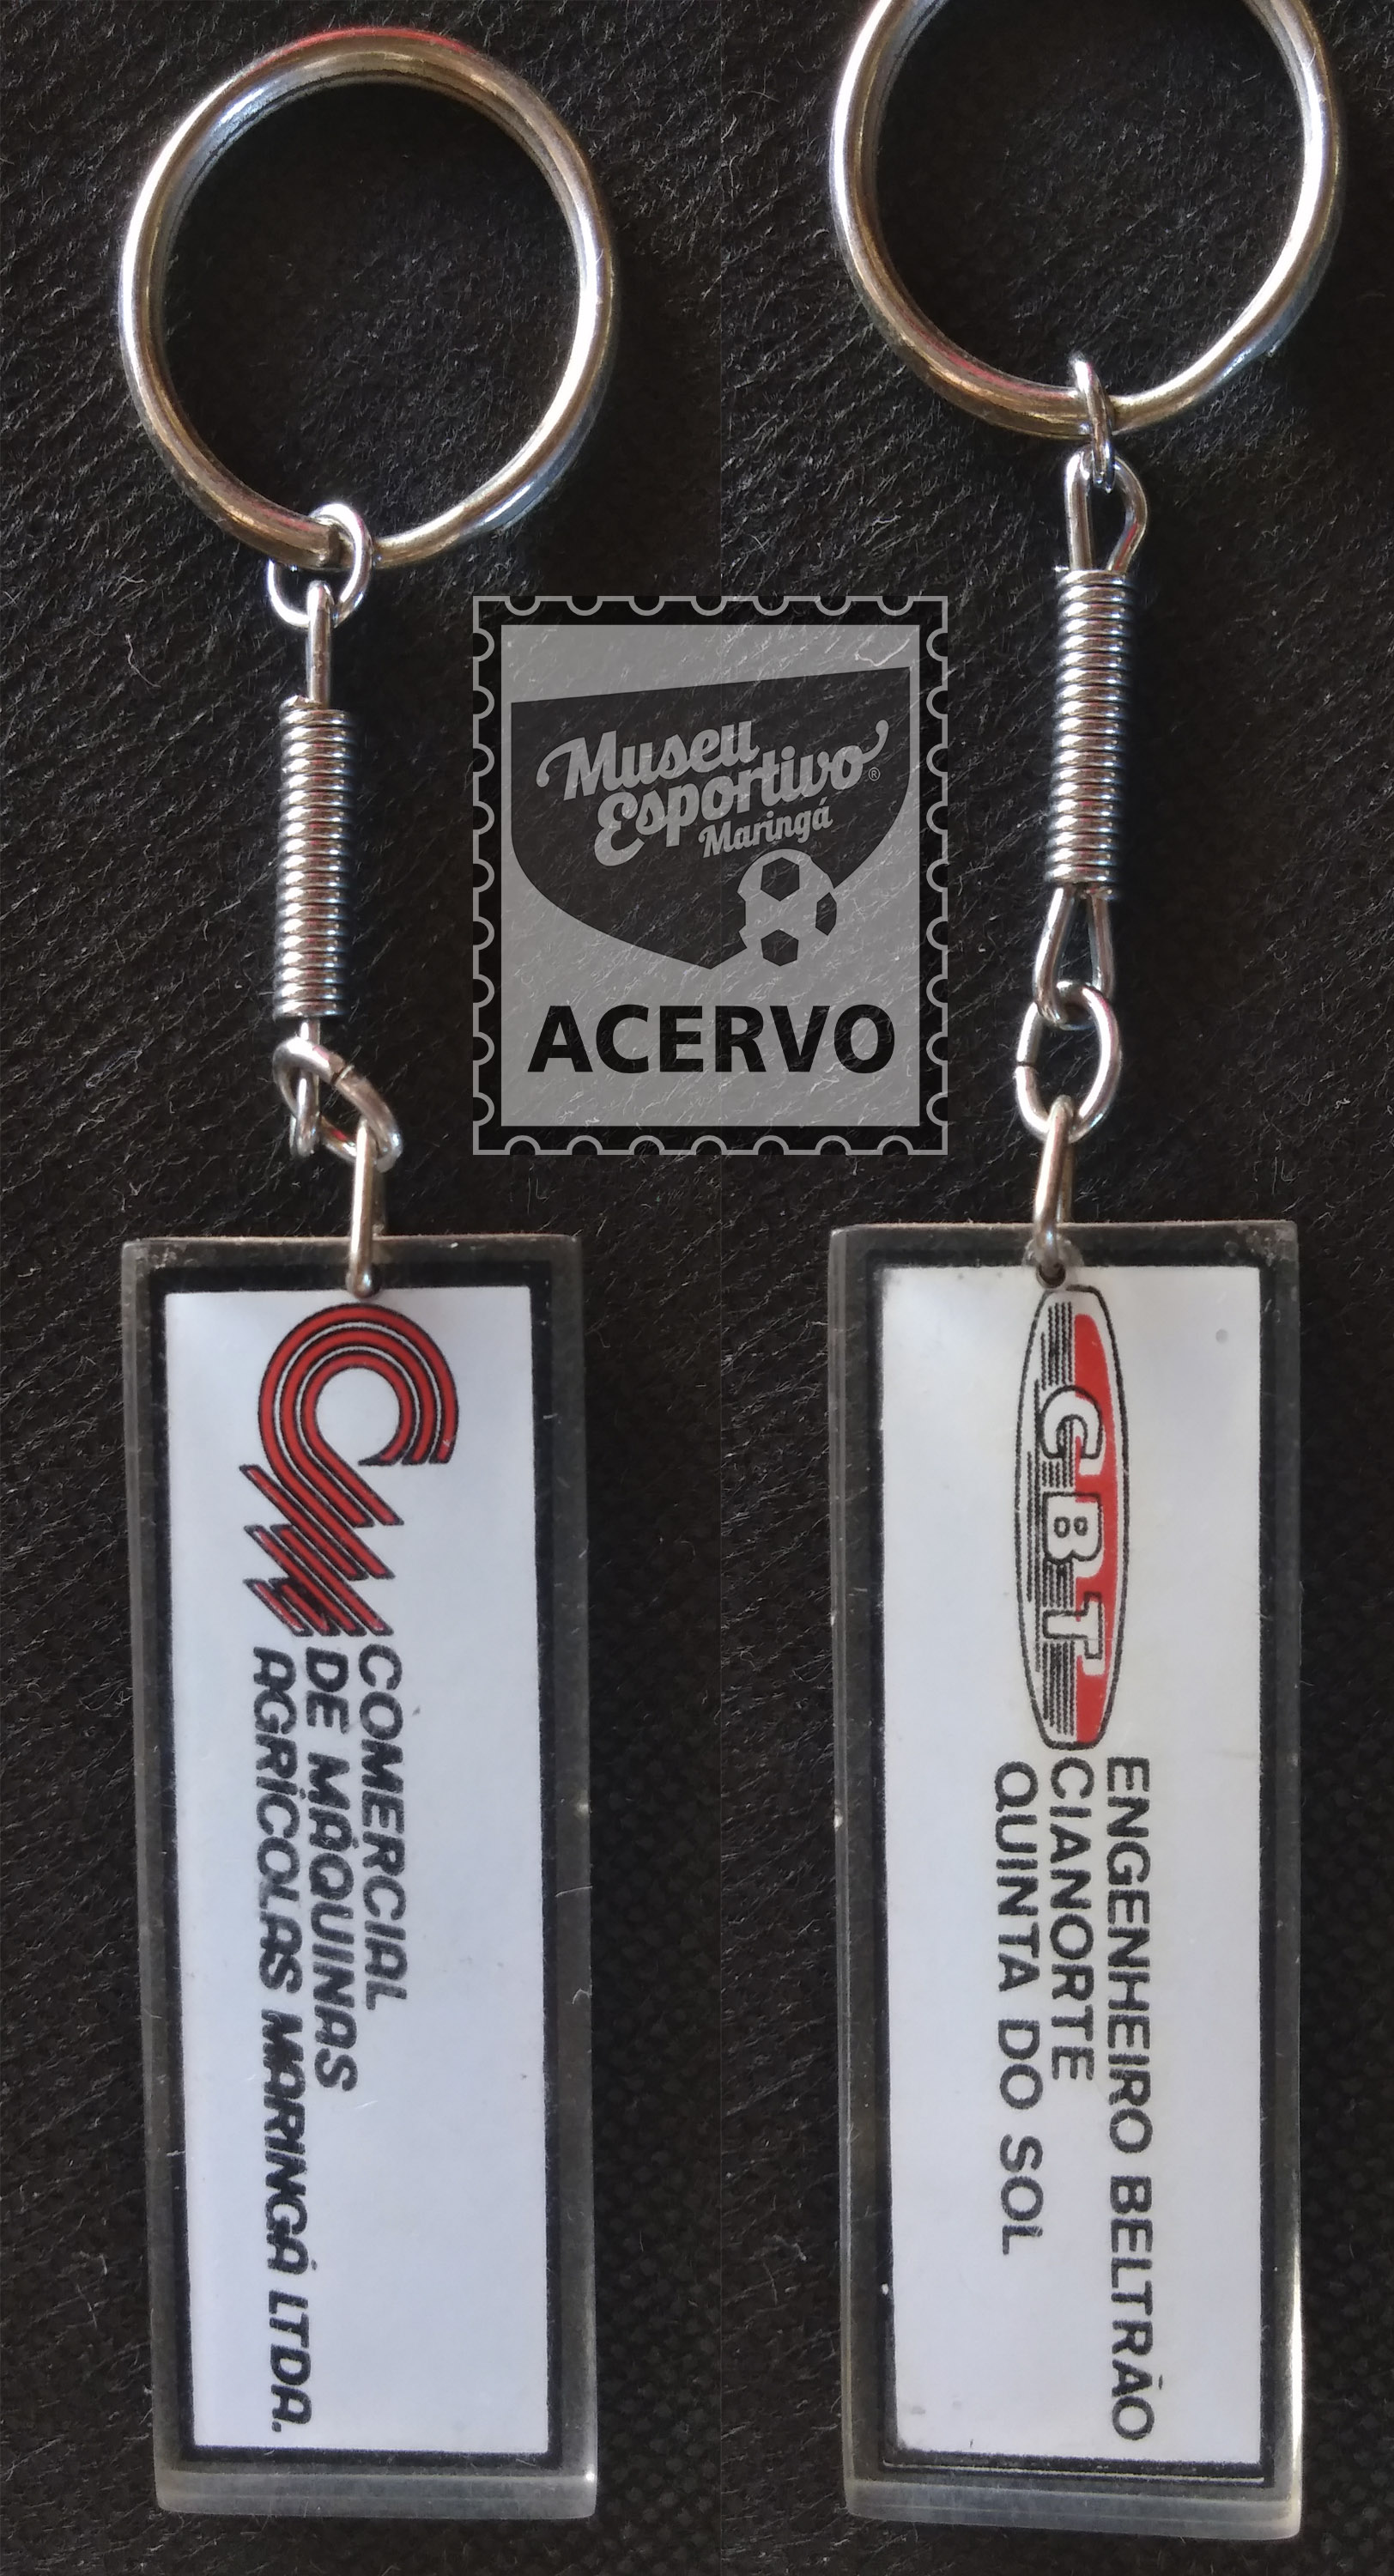 Museu
Esportivo®
Maringá
ACERVO
COMERCIAL
DE MÁQUINAS
AGRÍCOLAS MARINGÁ LTDA.
CBT
ENGENHEIRO BELTRÃO
CIANORTE
QUINTA DO SOL